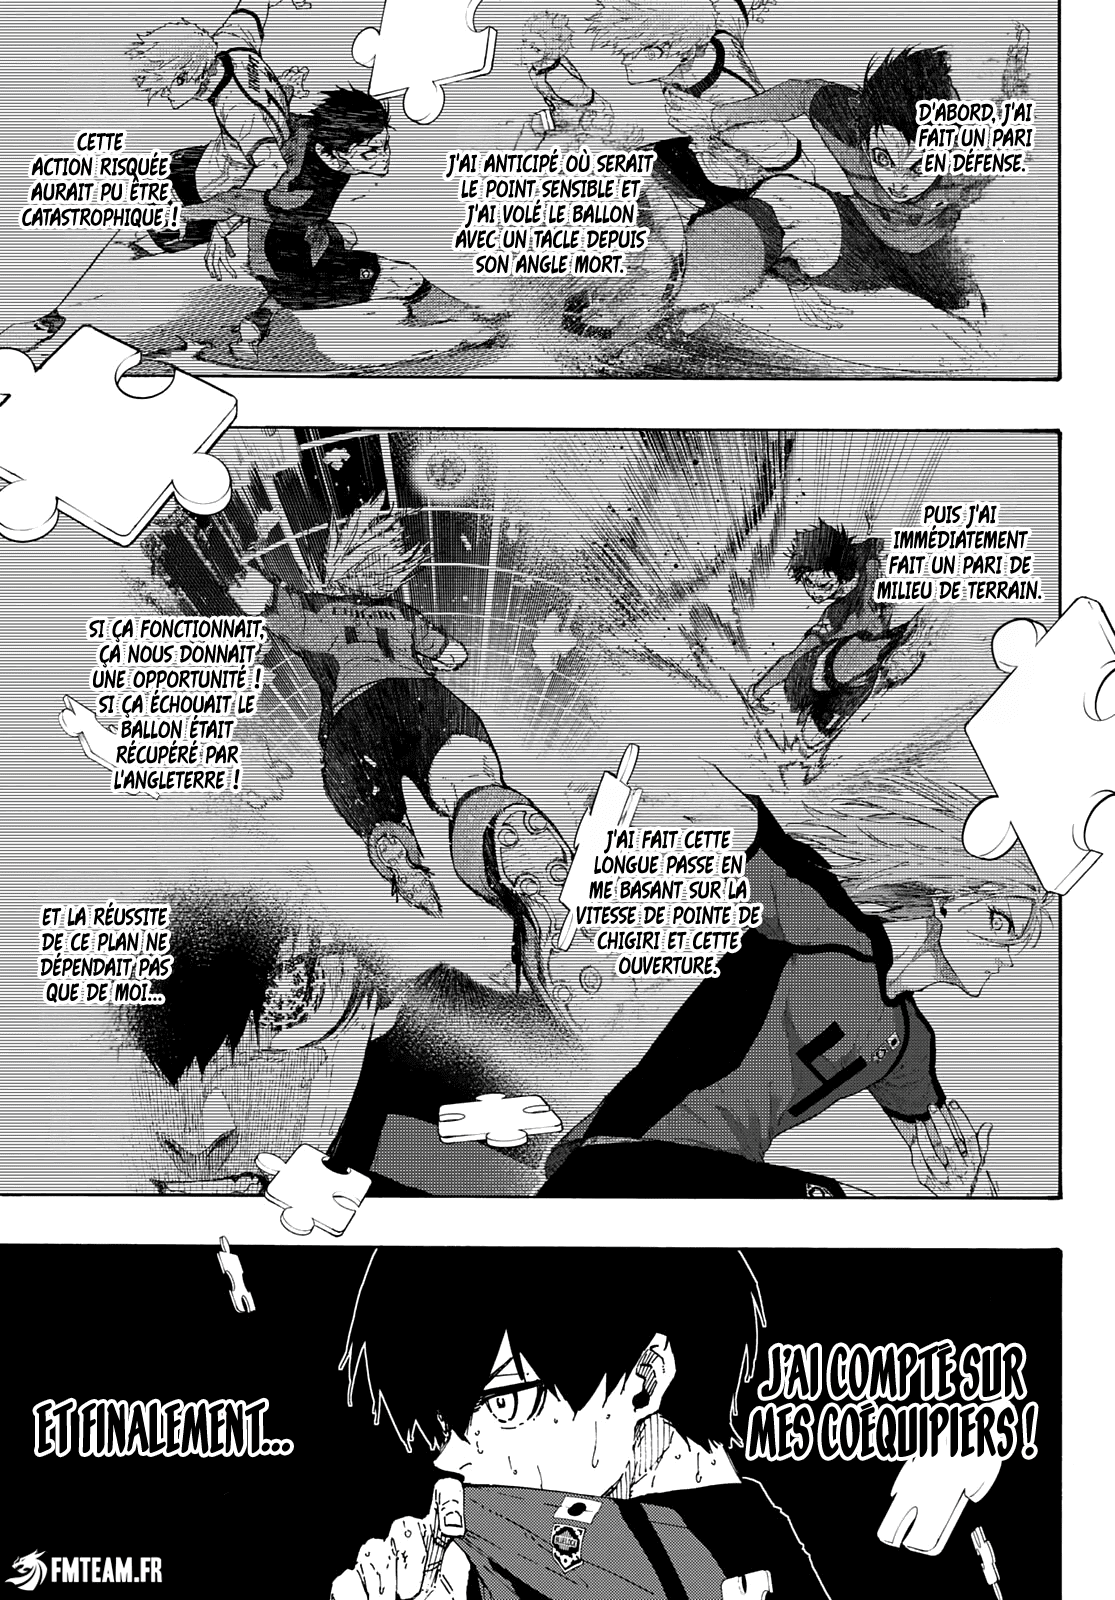 D'ABORD, J'AI
FAIT UN PARI
EN DÉFENSE.
J'AI ANTICIPÉ OÙ SERAIT
LE POINT SENSIBLE ET
J'AI VOLÉ LE BALLON
AVEC UN TACLE DEPUIS
SON ANGLE MORT.
CETTE
ACTION RISQUÉE
AURAIT PU ÊTRE
CATASTROPHIQUE !
PUIS J'AI
IMMÉDIATEMENT
FAIT UN PARI DE
MILIEU DE TERRAIN.
SI ÇA FONCTIONNAIT,
ÇA NOUS DONNAIT
UNE OPPORTUNITÉ !
SI ÇA ÉCHOUAIT LE
BALLON ÉTAIT
RÉCUPÉRÉ PAR
L'ANGLETERRE !
J'AI FAIT CETTE
LONGUE PASSE EN
ME BASANT SUR LA
VITESSE DE POINTE DE
CHIGIRI ET CETTE
OUVERTURE.
ET LA RÉUSSITE
DE CE PLAN NE
DÉPENDAIT PAS
QUE DE MOI...
J'AI COMPTÉ SUR
MES COÉQUIPIERS !
ET FINALEMENT...
BLUELOCK
FMTEAM.FR